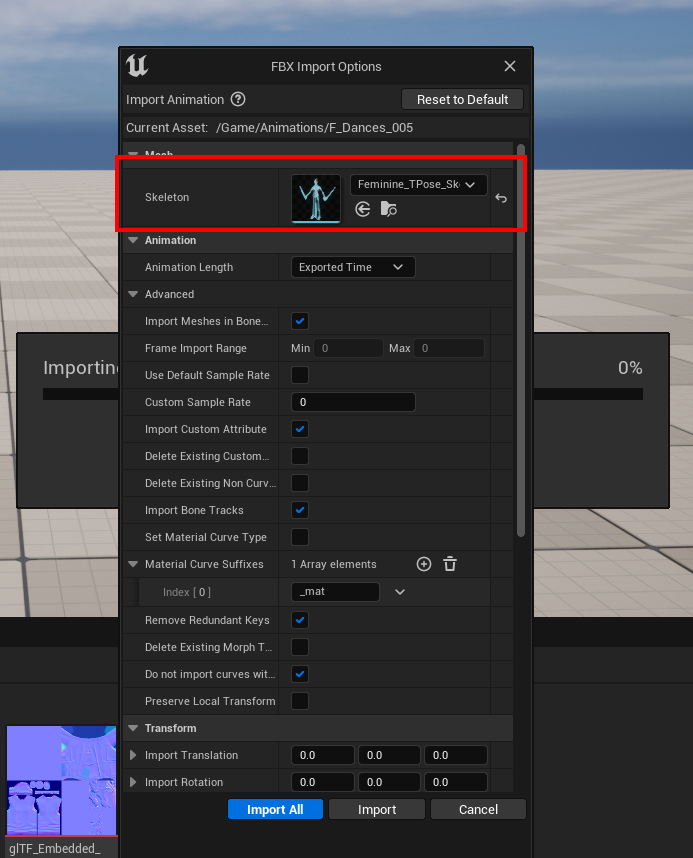 FBX Import Options
Import Animation
Reset to Default
Current Asset: /Game/Animations/F_Dances_005
Mesh
Skeleton
Feminine_TPose_Sk
Animation
Animation Length
Exported Time
Advanced
Import Meshes in Bone...
Importing
0%
Frame Import Range
Min 0 Max 0
Use Default Sample Rate
Custom Sample Rate
0
Import Custom Attribute
Delete Existing Custom...
Delete Existing Non Curv...
Import Bone Tracks
Set Material Curve Type
Material Curve Suffixes
1 Array elements
Index [ 0 ]
_mat
Remove Redundant Keys
Delete Existing Morph T...
Do not import curves wit...
Preserve Local Transform
Transform
Import Translation
0.0 0.0 0.0
Import Rotation
0.0 0.0 0.0
Import All
Import
Cancel
glTF_Embedded_